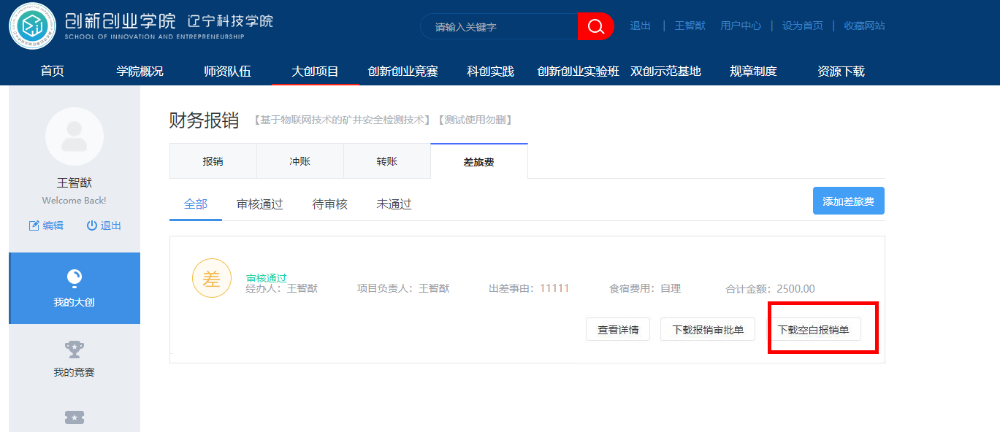 创新创业学院 辽宁科技学院
SCHOOL OF INNOVATION AND ENTREPRENEURSHIP
请输入关键字
退出 | 王智猷 用户中心 | 设为首页 | 收藏网站
首页 学院概况 师资队伍 大创项目 创新创业竞赛 科创实践 创新创业实验班 双创示范基地 规章制度 资源下载
王智猷
Welcome Back!
编辑 退出
我的大创
我的竞赛
财务报销 【基于物联网技术的矿井安全检测技术】【测试使用勿删】
报销 冲账 转账 差旅费
全部 审核通过 待审核 未通过 添加差旅费
差
审核通过
经办人：王智猷 项目负责人：王智猷 出差事由：11111 食宿费用：自理 合计金额：2500.00
查看详情 下载报销审批单 下载空白报销单